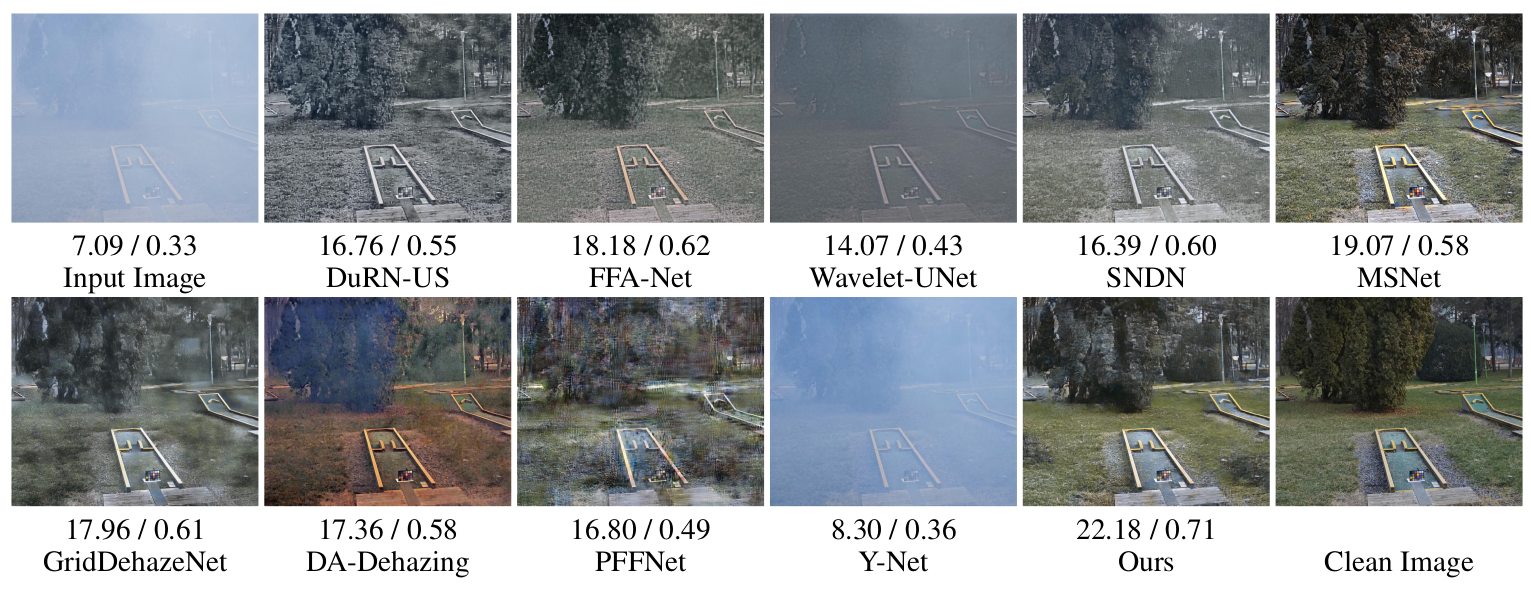 7.09 / 0.33 16.76 / 0.55 18.18 / 0.62 14.07 / 0.43 16.39 / 0.60 19.07 / 0.58
Input Image DuRN-US FFA-Net Wavelet-UNet SNDN MSNet
17.96 / 0.61 17.36 / 0.58 16.80 / 0.49 8.30 / 0.36 22.18 / 0.71
GridDehazeNet DA-Dehazing PFFNet Y-Net Ours Clean Image